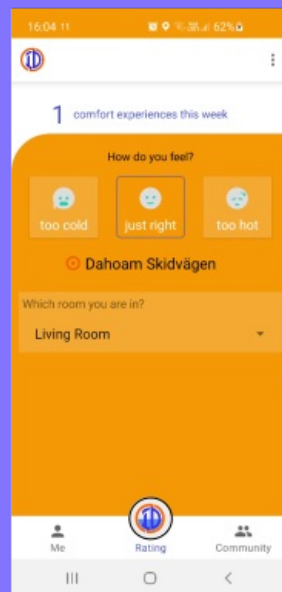 16:04 11
62%
1 comfort experiences this week
How do you feel?
too cold just right too hot
Dahoam Skidvägen
Which room you are in?
Living Room
Me Rating Community